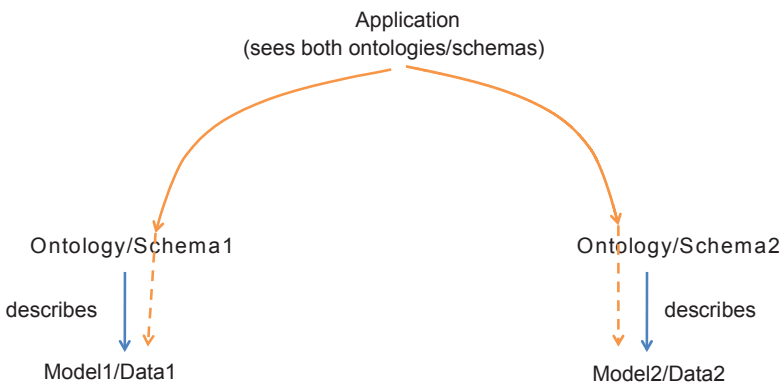 Application
(sees both ontologies/schemas)
Ontology/Schema1
Ontology/Schema2
describes
describes
Model1/Data1
Model2/Data2